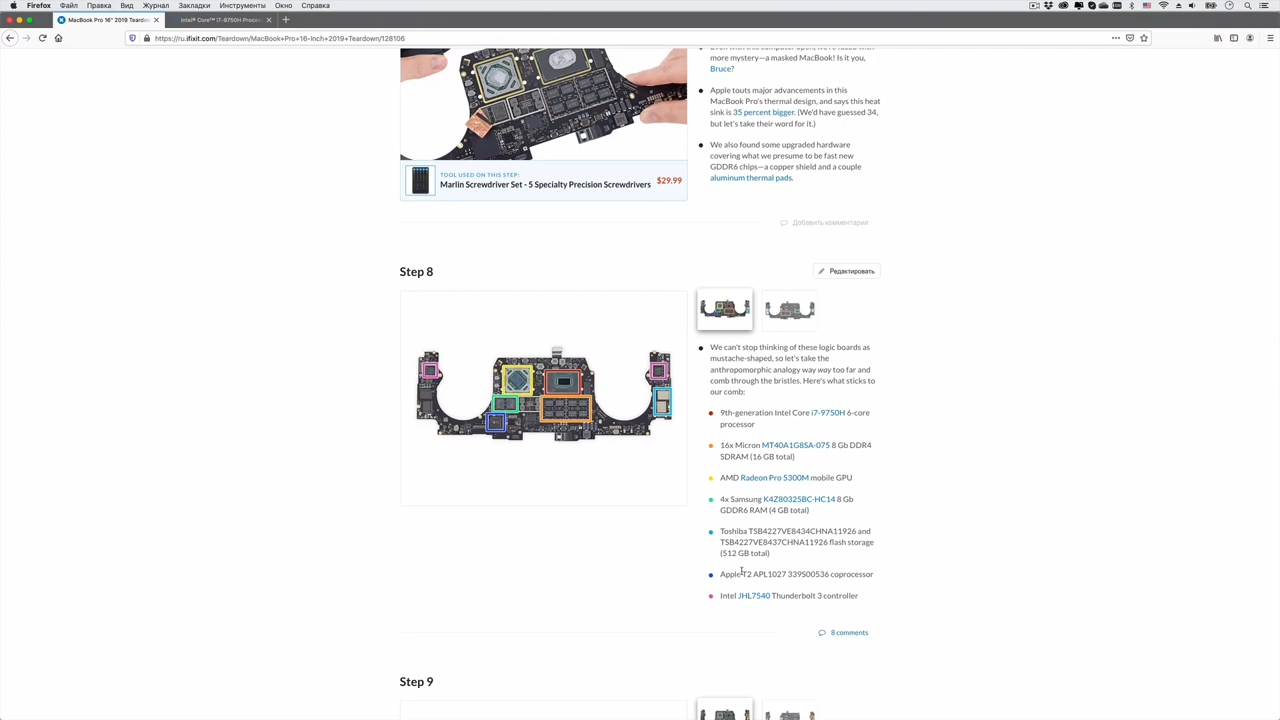 Firefox Файл Правка Вид Журнал Закладки Инструменты Окно Справка
MacBook Pro 16" 2019 Teardown
Intel® Core™ i7-9750H Process
https://ru.ifixit.com/Teardown/MacBook+Pro+16-Inch+2019+Teardown/128106
more mystery—a masked MacBook! Is it you,
Bruce?
Apple touts major advancements in this
MacBook Pro's thermal design, and says this heat
sink is 35 percent bigger. (We'd have guessed 34,
but let's take their word for it.)
We also found some upgraded hardware
covering what we presume to be fast new
GDDR6 chips—a copper shield and a couple
aluminum thermal pads.
TOOL USED ON THIS STEP:
Marlin Screwdriver Set - 5 Specialty Precision Screwdrivers
$29.99
Добавить комментарий
Step 8
Редактировать
We can't stop thinking of these logic boards as
mustache-shaped, so let's take the
anthropomorphic analogy way way too far and
comb through the bristles. Here's what sticks to
our comb:
9th-generation Intel Core i7-9750H 6-core
processor
16x Micron MT40A1G8SA-075 8 Gb DDR4
SDRAM (16 GB total)
AMD Radeon Pro 5300M mobile GPU
4x Samsung K4Z80325BC-HC14 8 Gb
GDDR6 RAM (4 GB total)
Toshiba TSB4227VE8434CHNA11926 and
TSB4227VE8437CHNA11926 flash storage
(512 GB total)
Apple T2 APL1027 339S00536 coprocessor
Intel JHL7540 Thunderbolt 3 controller
8 comments
Step 9